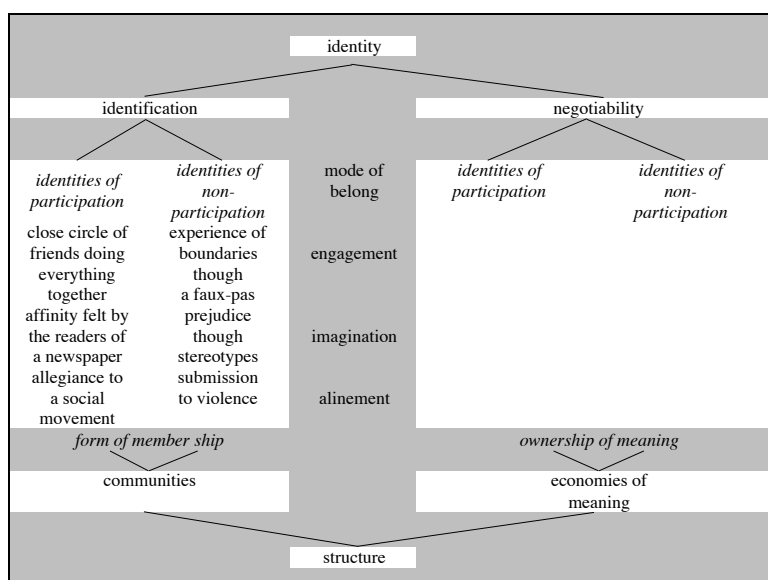 identity
identification
negotiability
identities of
participation
identities of
non-
participation
mode of
belong
identities of
participation
identities of
non-
participation
close circle of
friends doing
everything
together
experience of
boundaries
though
a faux-pas
engagement
affinity felt by
the readers of
a newspaper
prejudice
though
stereotypes
imagination
allegiance to
a social
movement
submission
to violence
alinement
form of member ship
ownership of meaning
communities
economies of
meaning
structure